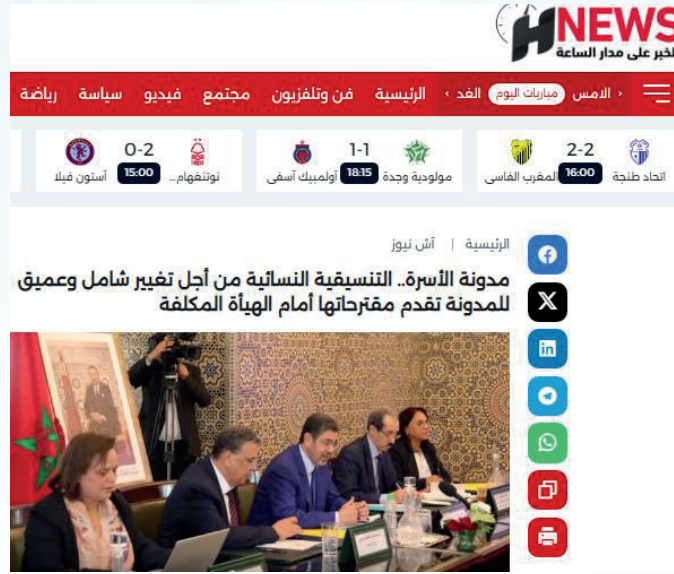 HNEWS
الخبر على مدار الساعة
‹ الامس مباريات اليوم الغد › الرئيسية فن وتلفزيون مجتمع فيديو سياسة رياضة
اتحاد طنجة 2-2 16:00 المغرب الفاسي
مولودية وجدة 1-1 18:15 أولمبيك آسفي
نوتنغهام... 0-2 15:00 أستون فيلا
الرئيسية | آش نيوز
مدونة الأسرة.. التنسيقية النسائية من أجل تغيير شامل وعميق
للمدونة تقدم مقترحاتها أمام الهيأة المكلفة